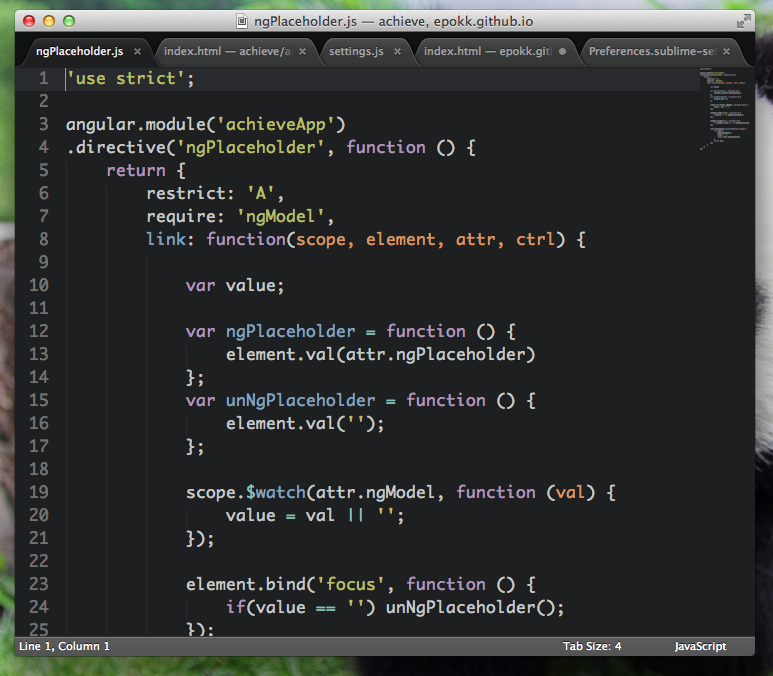 ngPlaceholder.js — achieve, epokk.github.io
ngPlaceholder.js × index.html — achieve/a × settings.js × index.html — epokk.git Preferences.sublime-se ×
1 'use strict';
2
3 angular.module('achieveApp')
4 .directive('ngPlaceholder', function () {
5 return {
6 restrict: 'A',
7 require: 'ngModel',
8 link: function(scope, element, attr, ctrl) {
9
10 var value;
11
12 var ngPlaceholder = function () {
13 element.val(attr.ngPlaceholder)
14 };
15 var unNgPlaceholder = function () {
16 element.val('');
17 };
18
19 scope.$watch(attr.ngModel, function (val) {
20 value = val || '';
21 });
22
23 element.bind('focus', function () {
24 if(value == '') unNgPlaceholder();
25 });
Line 1, Column 1 Tab Size: 4 JavaScript